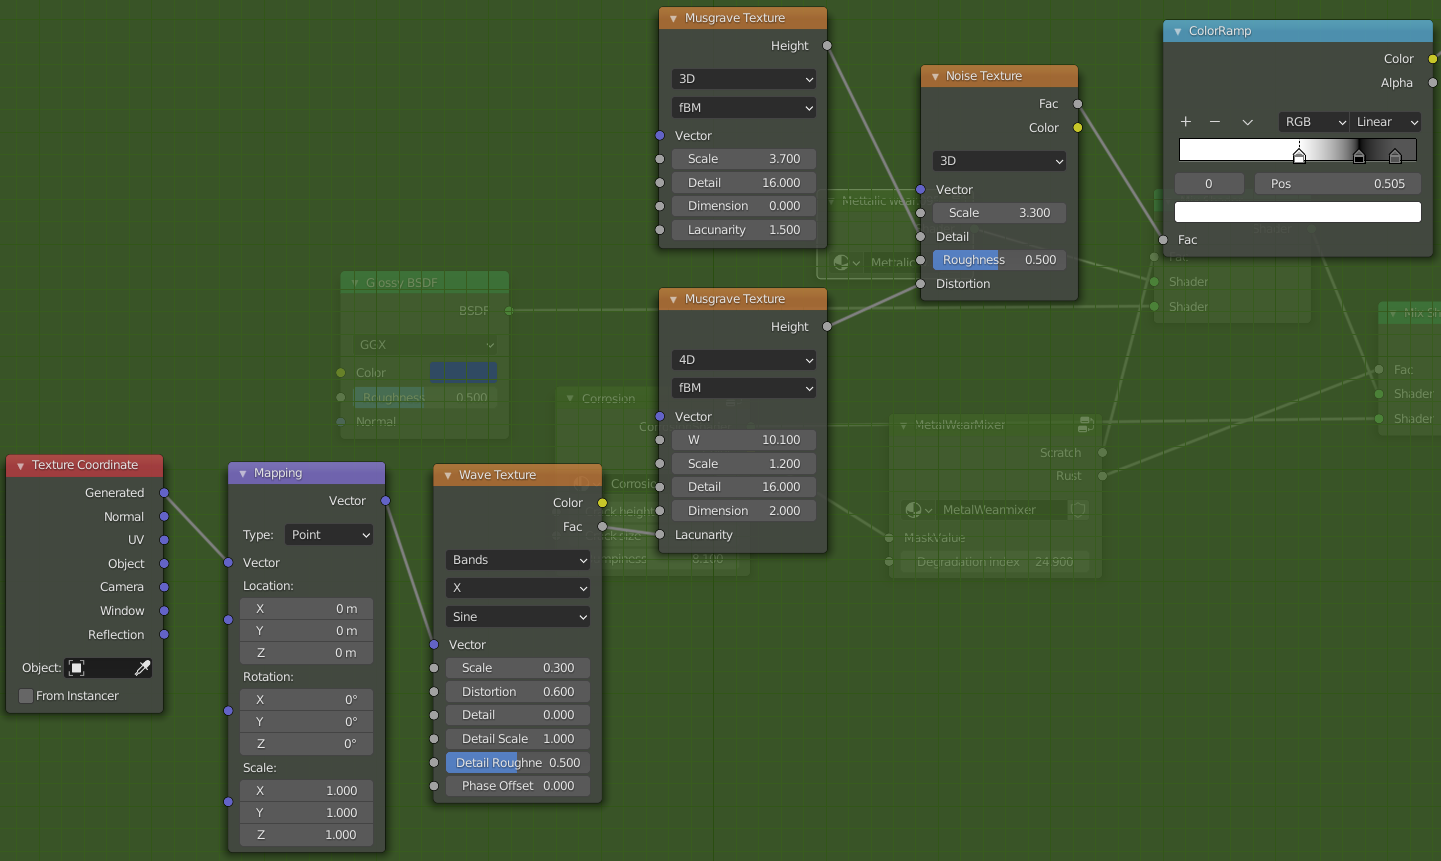 Musgrave Texture
Height
3D
fBM
Vector
Scale 3.700
Detail 16.000
Dimension 0.000
Lacunarity 1.500
Noise Texture
Fac
Color
3D
Vector
Scale 3.300
Detail
Roughness 0.500
Distortion
ColorRamp
Color
Alpha
RGB Linear
0 Pos 0.505
Fac
Shader
Fac
Shader
Shader
Glossy BSDF
BSDF
GGX
Color
Roughness 0.500
Normal
Musgrave Texture
Height
4D
fBM
Vector
W 10.100
Scale 1.200
Detail 16.000
Dimension 2.000
Lacunarity
Corrosion
Corrosion
8.100
MetalWearMixer
Scratch
Rust
MetalWearmixer
MaskValue
Degradation Index 24.900
Fac
Shader
Shader
Texture Coordinate
Generated
Normal
UV
Object
Camera
Window
Reflection
Object:
From Instancer
Mapping
Vector
Type: Point
Vector
Location:
X 0 m
Y 0 m
Z 0 m
Rotation:
X 0°
Y 0°
Z 0°
Scale:
X 1.000
Y 1.000
Z 1.000
Wave Texture
Color
Fac
Bands
X
Sine
Vector
Scale 0.300
Distortion 0.600
Detail 0.000
Detail Scale 1.000
Detail Roughne 0.500
Phase Offset 0.000